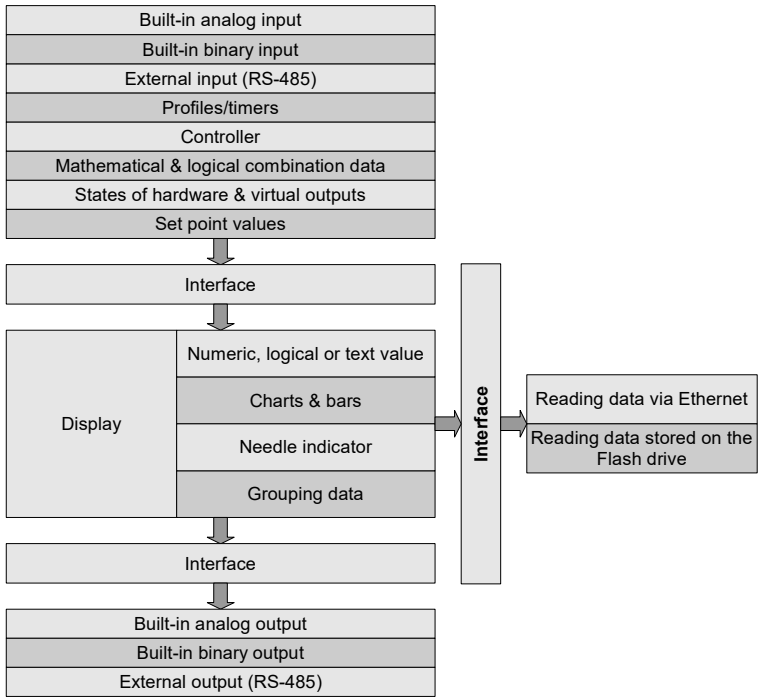 Built-in analog input
Built-in binary input
External input (RS-485)
Profiles/timers
Controller
Mathematical & logical combination data
States of hardware & virtual outputs
Set point values
Interface
Display
Numeric, logical or text value
Charts & bars
Needle indicator
Grouping data
Interface
Reading data via Ethernet
Reading data stored on the
Flash drive
Interface
Built-in analog output
Built-in binary output
External output (RS-485)